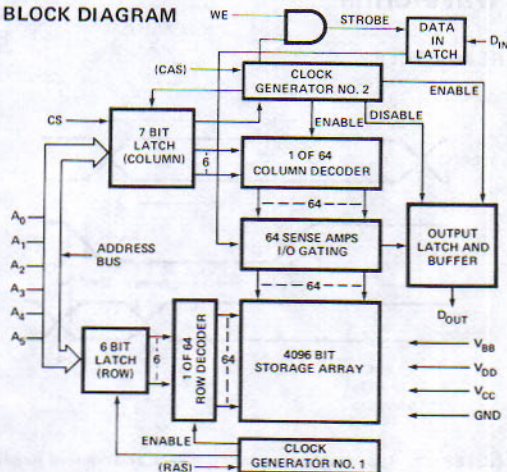 BLOCK DIAGRAM
WE
STROBE
DATA
IN
LATCH
DIN
(CAS)
CLOCK
GENERATOR NO. 2
ENABLE
CS
7 BIT
LATCH
(COLUMN)
6
ENABLE
DISABLE
1 OF 64
COLUMN DECODER
64
A0
A1
A2
A3
A4
A5
ADDRESS
BUS
64 SENSE AMPS
I/O GATING
OUTPUT
LATCH AND
BUFFER
64
DOUT
6 BIT
LATCH
(ROW)
6
1 OF 64
ROW DECODER
64
4096 BIT
STORAGE ARRAY
VBB
VDD
VCC
GND
ENABLE
(RAS)
CLOCK
GENERATOR NO. 1